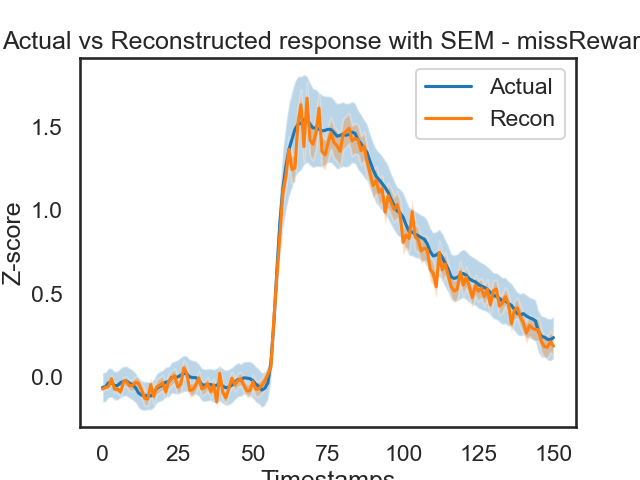 Actual vs Reconstructed response with SEM - missRewar
Actual
Recon
Z-score
1.5
1.0
0.5
0.0
0 25 50 75 100 125 150
Timestamps